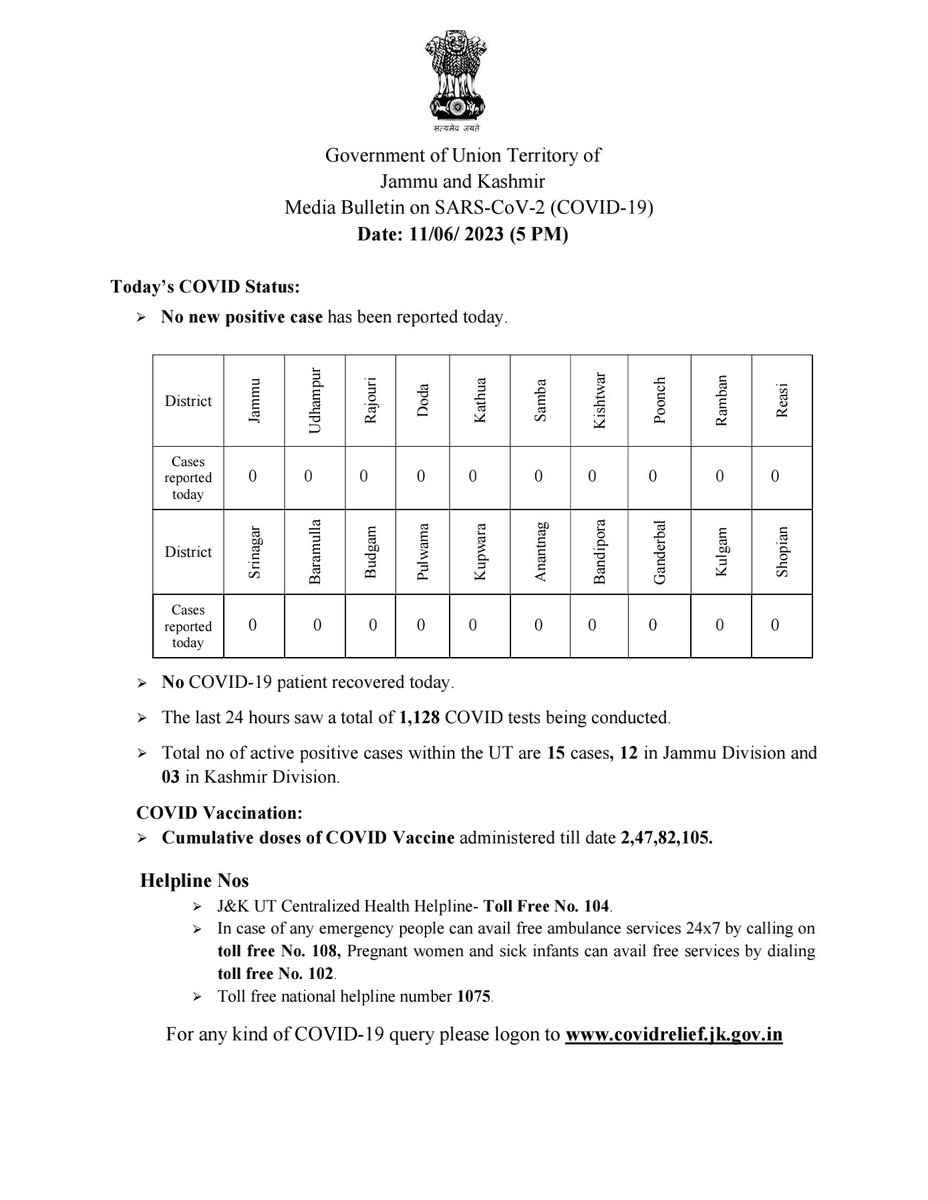 सत्यमेव जयते
Government of Union Territory of
Jammu and Kashmir
Media Bulletin on SARS-CoV-2 (COVID-19)
Date: 11/06/ 2023 (5 PM)
Today’s COVID Status:
➢ No new positive case has been reported today.
District Jammu Udhampur Rajouri Doda Kathua Samba Kishtwar Poonch Ramban Reasi
Cases
reported
today 0 0 0 0 0 0 0 0 0 0
District Srinagar Baramulla Budgam Pulwama Kupwara Anantnag Bandipora Ganderbal Kulgam Shopian
Cases
reported
today 0 0 0 0 0 0 0 0 0 0
➢ No COVID-19 patient recovered today.
➢ The last 24 hours saw a total of 1,128 COVID tests being conducted.
➢ Total no of active positive cases within the UT are 15 cases, 12 in Jammu Division and
03 in Kashmir Division.
COVID Vaccination:
➢ Cumulative doses of COVID Vaccine administered till date 2,47,82,105.
Helpline Nos
➢ J&K UT Centralized Health Helpline- Toll Free No. 104.
➢ In case of any emergency people can avail free ambulance services 24x7 by calling on
toll free No. 108, Pregnant women and sick infants can avail free services by dialing
toll free No. 102.
➢ Toll free national helpline number 1075.
For any kind of COVID-19 query please logon to www.covidrelief.jk.gov.in